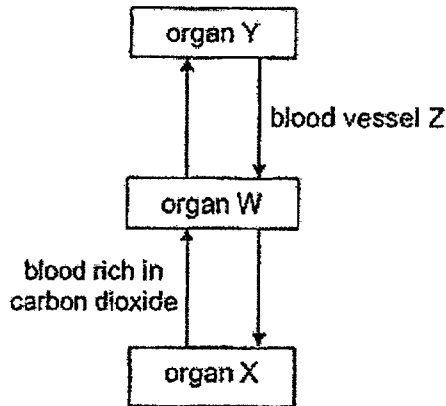 organ Y
blood vessel Z
organ W
blood rich in
carbon dioxide
organ X